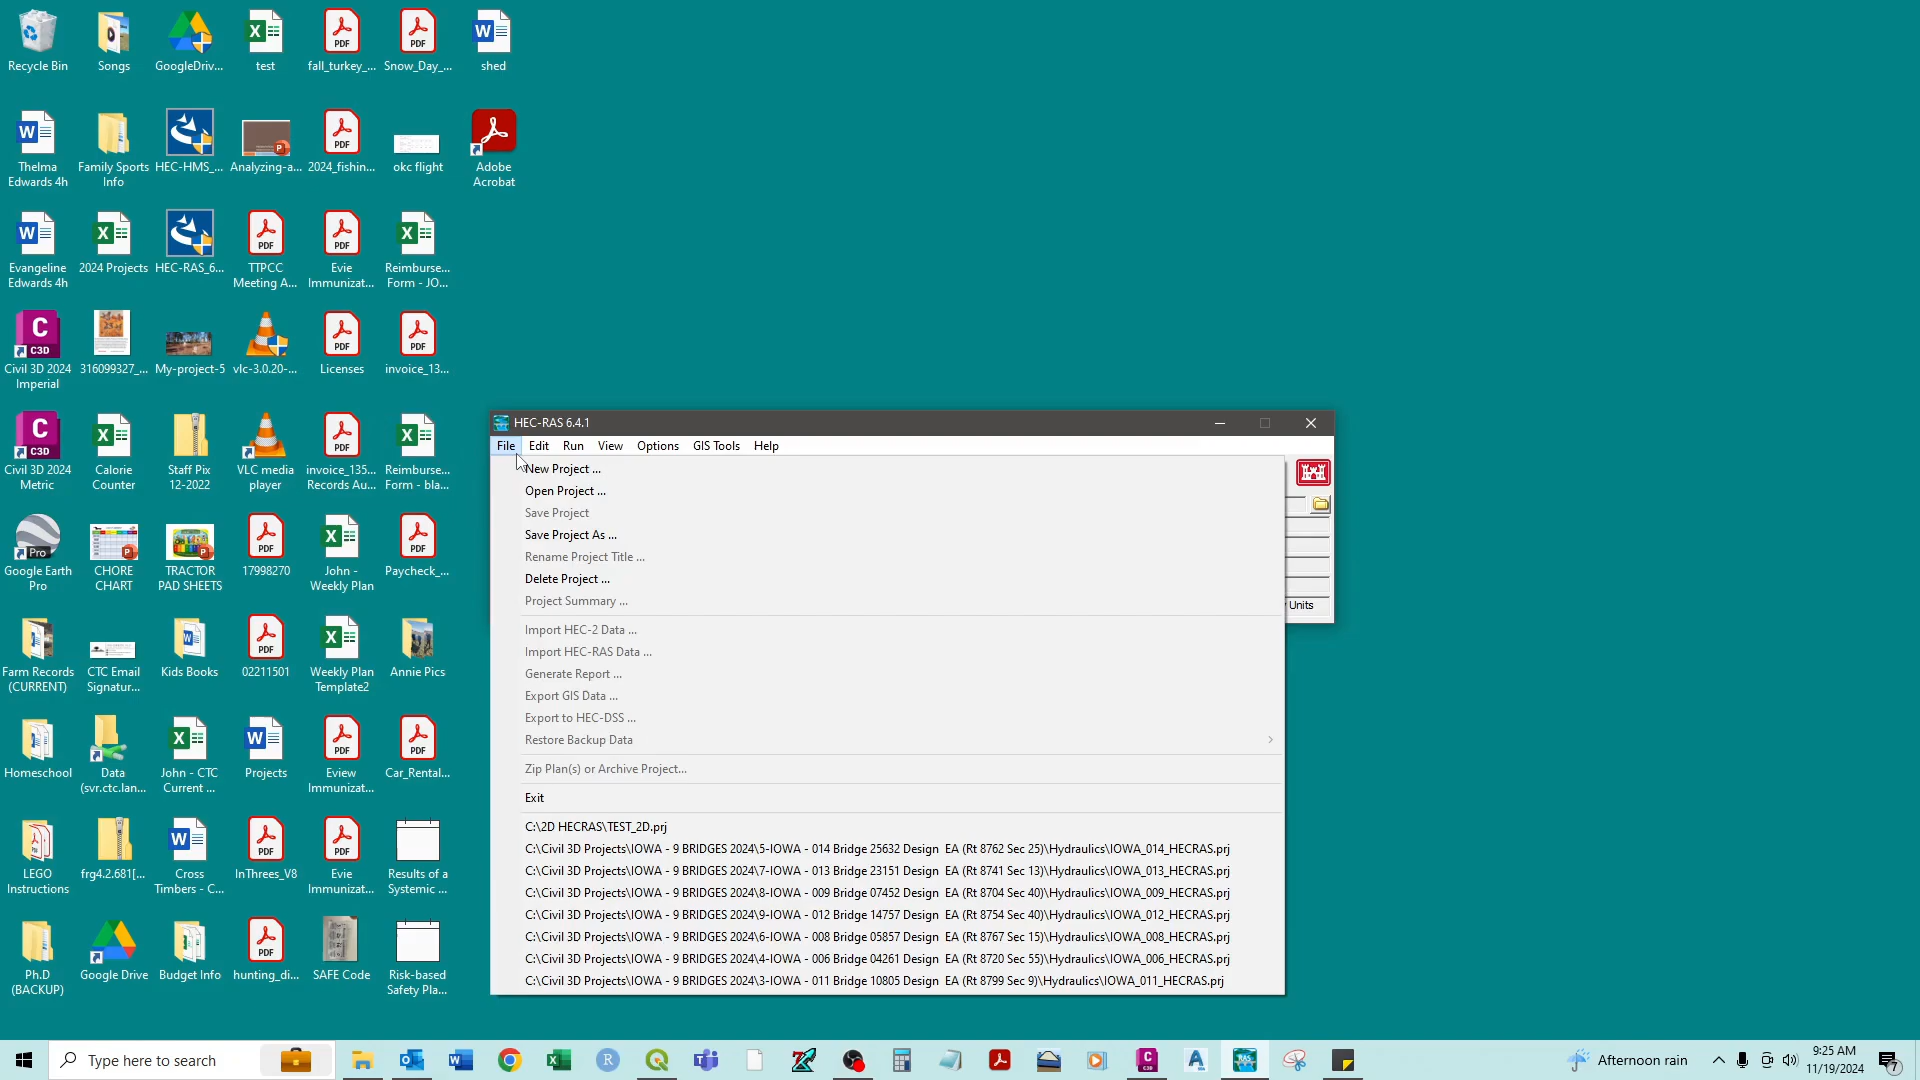 Recycle Bin
Songs
GoogleDriv...
test
fall_turkey_...
Snow_Day_...
shed
Thelma
Edwards 4h
Family Sports
Info
HEC-HMS_...
Analyzing-a...
2024_fishin...
okc flight
Adobe
Acrobat
Evangeline
Edwards 4h
2024 Projects
HEC-RAS_6...
TTPCC
Meeting A...
Evie
Immunizat...
Reimburse...
Form - JO...
Civil 3D 2024
Imperial
316099327_...
My-project-5
vlc-3.0.20-...
Licenses
invoice_13...
Civil 3D 2024
Metric
Calorie
Counter
Staff Pix
12-2022
VLC media
player
invoice_135...
Records Au...
Reimburse...
Form - bla...
Google Earth
Pro
CHORE
CHART
TRACTOR
PAD SHEETS
17998270
John -
Weekly Plan
Paycheck_...
Farm Records
(CURRENT)
CTC Email
Signatur...
Kids Books
02211501
Weekly Plan
Template2
Annie Pics
Homeschool
Data
(svr.ctc.lan...
John - CTC
Current ...
Projects
Eview
Immunizat...
Car_Rental...
LEGO
Instructions
frg4.2.681[...
Cross
Timbers - C...
InThrees_V8
Evie
Immunizat...
Results of a
Systemic ...
Ph.D
(BACKUP)
Google Drive
Budget Info
hunting_di...
SAFE Code
Risk-based
Safety Pla...
HEC-RAS 6.4.1
File Edit Run View Options GIS Tools Help
New Project ...
Open Project ...
Save Project
Save Project As ...
Rename Project Title ...
Delete Project ...
Project Summary ...
Import HEC-2 Data ...
Import HEC-RAS Data ...
Generate Report ...
Export GIS Data ...
Export to HEC-DSS ...
Restore Backup Data
Zip Plan(s) or Archive Project...
Exit
C:\2D HECRAS\TEST_2D.prj
C:\Civil 3D Projects\IOWA - 9 BRIDGES 2024\5-IOWA - 014 Bridge 25632 Design  EA (Rt 8762 Sec 25)\Hydraulics\IOWA_014_HECRAS.prj
C:\Civil 3D Projects\IOWA - 9 BRIDGES 2024\7-IOWA - 013 Bridge 23151 Design  EA (Rt 8741 Sec 13)\Hydraulics\IOWA_013_HECRAS.prj
C:\Civil 3D Projects\IOWA - 9 BRIDGES 2024\8-IOWA - 009 Bridge 07452 Design  EA (Rt 8704 Sec 40)\Hydraulics\IOWA_009_HECRAS.prj
C:\Civil 3D Projects\IOWA - 9 BRIDGES 2024\9-IOWA - 012 Bridge 14757 Design  EA (Rt 8754 Sec 40)\Hydraulics\IOWA_012_HECRAS.prj
C:\Civil 3D Projects\IOWA - 9 BRIDGES 2024\6-IOWA - 008 Bridge 05857 Design  EA (Rt 8767 Sec 15)\Hydraulics\IOWA_008_HECRAS.prj
C:\Civil 3D Projects\IOWA - 9 BRIDGES 2024\4-IOWA - 006 Bridge 04261 Design  EA (Rt 8720 Sec 55)\Hydraulics\IOWA_006_HECRAS.prj
C:\Civil 3D Projects\IOWA - 9 BRIDGES 2024\3-IOWA - 011 Bridge 10805 Design  EA (Rt 8799 Sec 9)\Hydraulics\IOWA_011_HECRAS.prj
Units
Type here to search
Afternoon rain
9:25 AM
11/19/2024
7